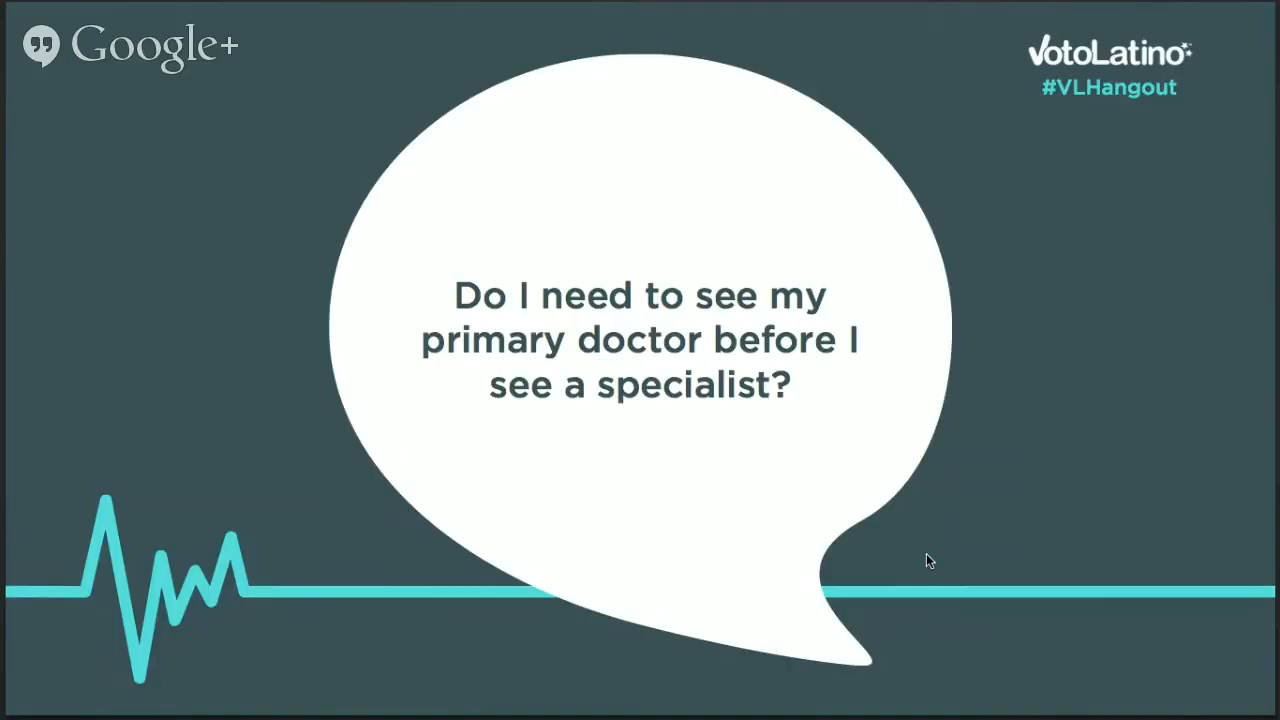 Google+
VotoLatino
#VLHangout
Do I need to see my
primary doctor before I
see a specialist?